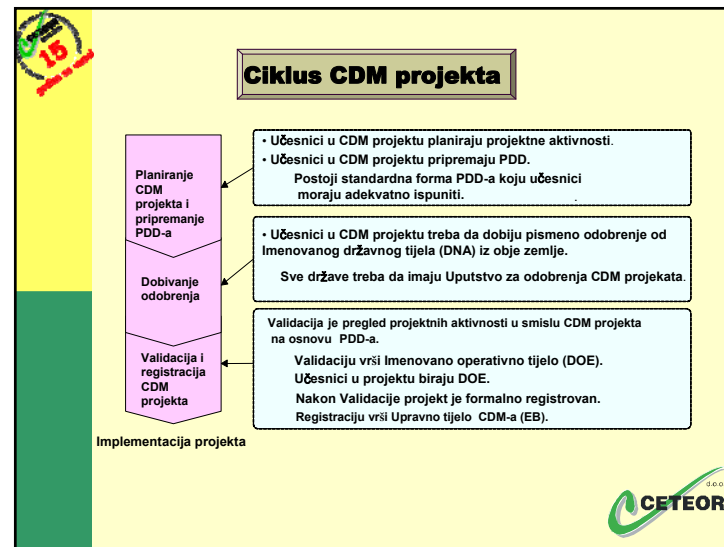 15
Ciklus CDM projekta
Planiranje
CDM
projekta i
pripremanje
PDD-a
• Učesnici u CDM projektu planiraju projektne aktivnosti.
• Učesnici u CDM projektu pripremaju PDD.
Postoji standardna forma PDD-a koju učesnici
moraju adekvatno ispuniti.
Dobivanje
odobrenja
• Učesnici u CDM projektu treba da dobiju pismeno odobrenje od
Imenovanog državnog tijela (DNA) iz obje zemlje.
Sve države treba da imaju Uputstvo za odobrenja CDM projekata.
Validacija i
registracija
CDM
projekta
Validacija je pregled projektnih aktivnosti u smislu CDM projekta
na osnovu PDD-a.
Validaciju vrši Imenovano operativno tijelo (DOE).
Učesnici u projektu biraju DOE.
Nakon Validacije projekt je formalno registrovan.
Registraciju vrši Upravno tijelo CDM-a (EB).
Implementacija projekta
d.o.o
CETEOR